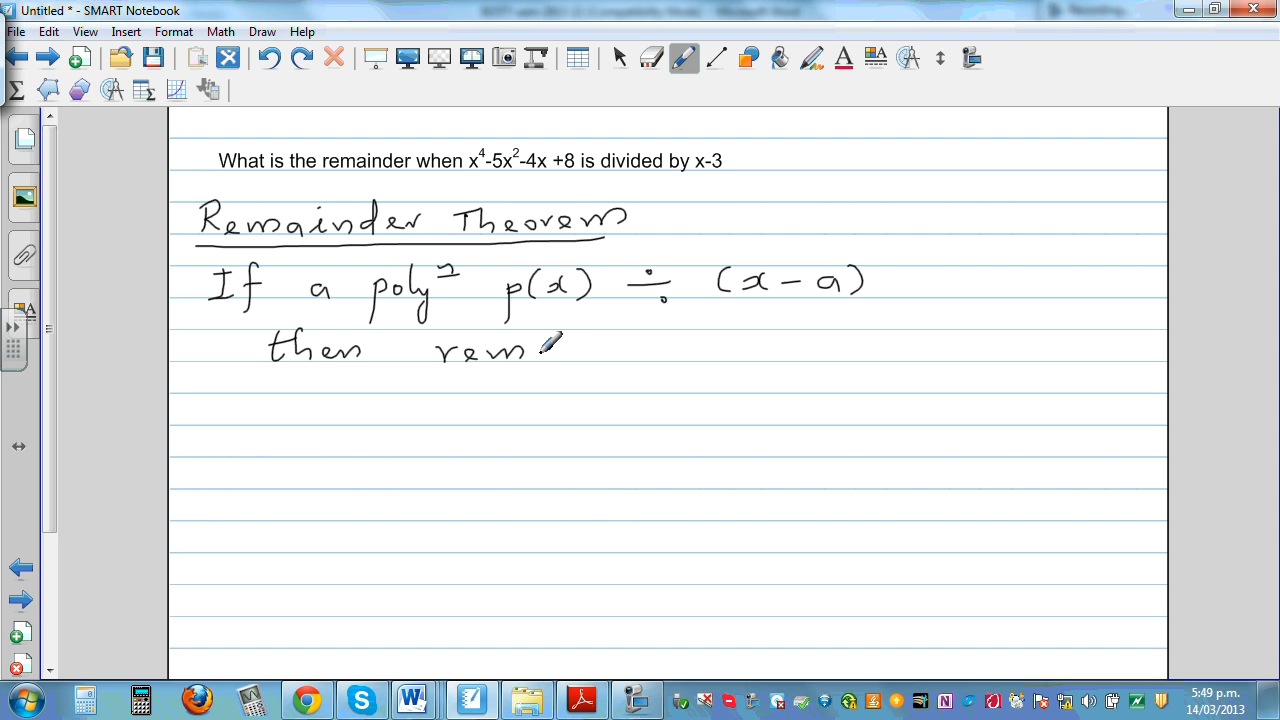 Untitled * - SMART Notebook
File Edit View Insert Format Math Draw Help
What is the remainder when x⁴-5x²-4x +8 is divided by x-3
Remainder Theorem
If a polyⁿ p(x) ÷ (x - a)
then rem
5:49 p.m.
14/03/2013